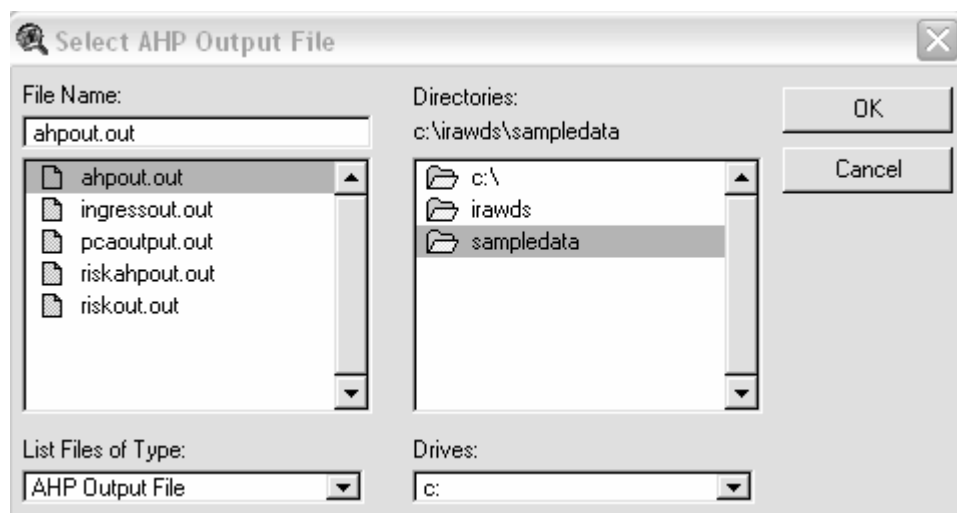 Select AHP Output File
File Name:
ahpout.out
ahpout.out
ingressout.out
pcaoutput.out
riskahpout.out
riskout.out
List Files of Type:
AHP Output File
Directories:
c:\irawds\sampledata
c:\
irawds
sampledata
Drives:
c:
OK
Cancel